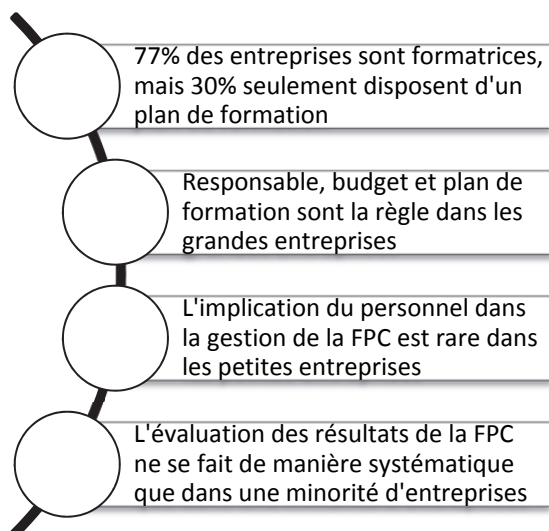 77% des entreprises sont formatrices,
mais 30% seulement disposent d'un
plan de formation
Responsable, budget et plan de
formation sont la règle dans les
grandes entreprises
L'implication du personnel dans
la gestion de la FPC est rare dans
les petites entreprises
L'évaluation des résultats de la FPC
ne se fait de manière systématique
que dans une minorité d'entreprises